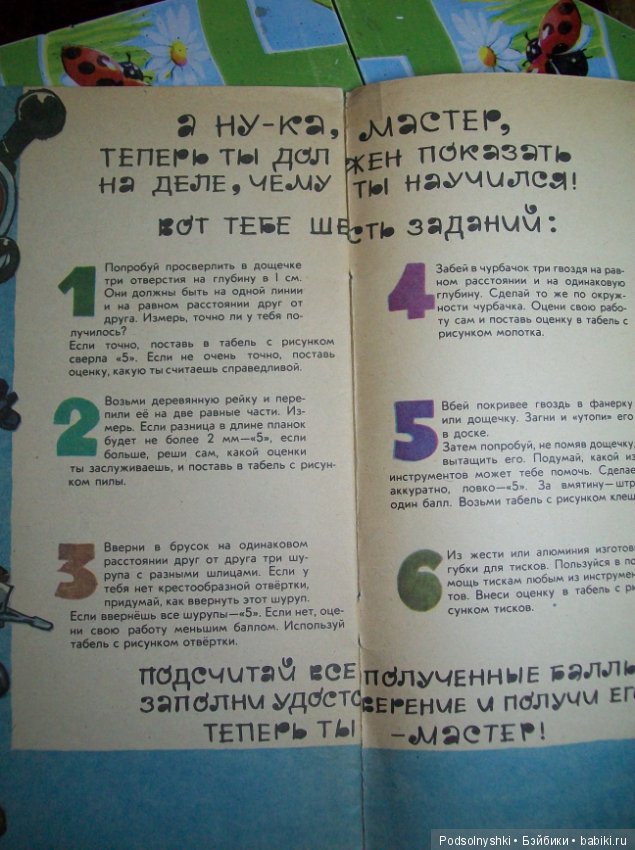 А НУ-КА, МАСТЕР,
ТЕПЕРЬ ТЫ ДОЛЖЕН ПОКАЗАТЬ
НА ДЕЛЕ, ЧЕМУ ТЫ НАУЧИЛСЯ!
ВОТ ТЕБЕ ШЕСТЬ ЗАДАНИЙ:
1
Попробуй просверлить в дощечке
три отверстия на глубину в 1 см.
Они должны быть на одной линии
и на равном расстоянии друг от
друга. Измерь, точно ли у тебя по-
лучилось?
Если точно, поставь в табель с рисунком
сверла «5». Если не очень точно, поставь
оценку, какую ты считаешь справедливой.
2
Возьми деревянную рейку и пере-
пили её на две равные части. Из-
мерь. Если разница в длине планок
будет не более 2 мм—«5», если
больше, реши сам, какой оценки
ты заслуживаешь, и поставь в табель с рисун-
ком пилы.
3
Вверни в брусок на одинаковом
расстоянии друг от друга три шу-
рупа с разными шлицами. Если у
тебя нет крестообразной отвёртки,
придумай, как ввернуть этот шуруп.
Если ввернёшь все шурупы—«5». Если нет, оце-
ни свою работу меньшим баллом. Используй
табель с рисунком отвёртки.
4
Забей в чурбачок три гвоздя на рав-
ном расстоянии и на одинаковую
глубину. Сделай то же по окруж-
ности чурбачка. Оцени свою рабо-
ту сам и поставь оценку в табель с
рисунком молотка.
5
Вбей покривее гвоздь в фанерку
или дощечку. Загни и «утопи» его
в доске.
Затем попробуй, не помяв дощечку,
вытащить его. Подумай, какой из
инструментов может тебе помочь. Сделае
аккуратно, ловко—«5». За вмятину—штр
один балл. Возьми табель с рисунком клещ
6
Из жести или алюминия изготов
губки для тисков. Пользуйся в по
мощь тискам любым из инструмен
тов. Внеси оценку в табель с ри
сунком тисков.
ПОДСЧИТАЙ ВСЕ ПОЛУЧЕННЫЕ БАЛЛЫ
ЗАПОЛНИ УДОСТОВЕРЕНИЕ И ПОЛУЧИ ЕГО
ТЕПЕРЬ ТЫ -МАСТЕР!
Podsolnyshki • Бэйбики • babiki.ru